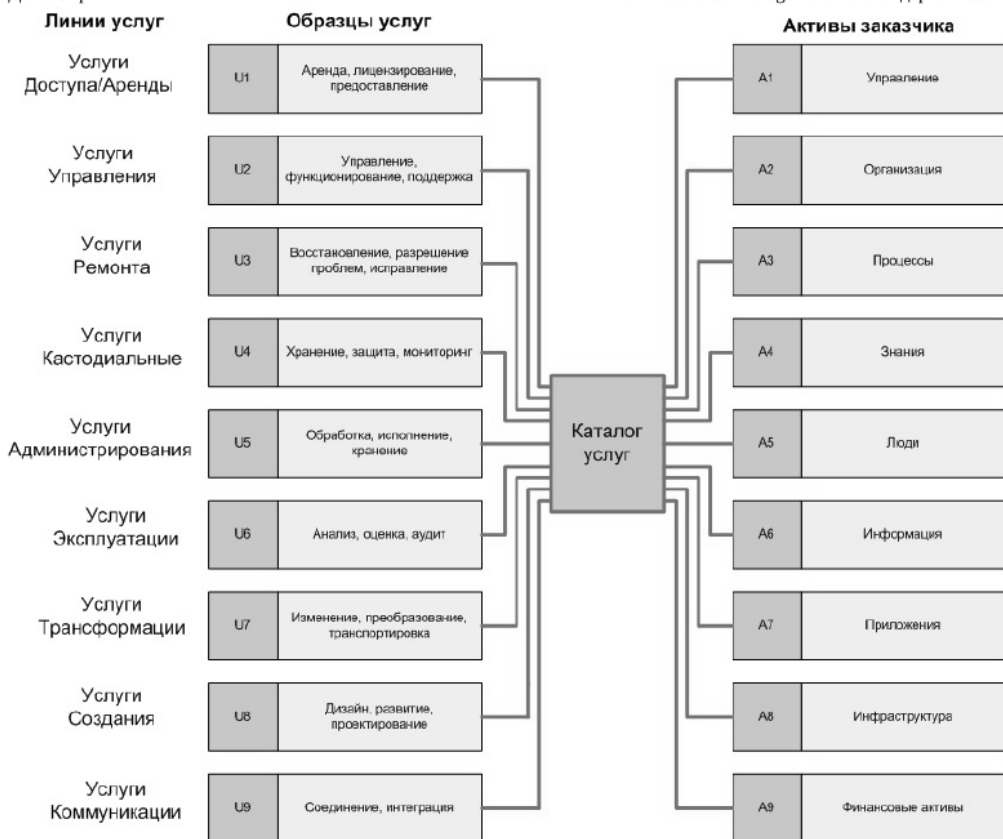 Линии услуг
Образцы услуг
Активы заказчика
Услуги
Доступа/Аренды
U1
Аренда, лицензирование,
предоставление
A1
Управление
Услуги
Управления
U2
Управление,
функционирование, поддержка
A2
Организация
Услуги
Ремонта
U3
Восстановление, разрешение
проблем, исправление
A3
Процессы
Услуги
Кастодиальные
U4
Хранение, защита, мониторинг
A4
Знания
Каталог
услуг
Услуги
Администрирования
U5
Обработка, исполнение,
хранение
A5
Люди
Услуги
Эксплуатации
U6
Анализ, оценка, аудит
A6
Информация
Услуги
Трансформации
U7
Изменение, преобразование,
транспортировка
A7
Приложения
Услуги
Создания
U8
Дизайн, развитие,
проектирование
A8
Инфраструктура
Услуги
Коммуникации
U9
Соединение, интеграция
A9
Финансовые активы